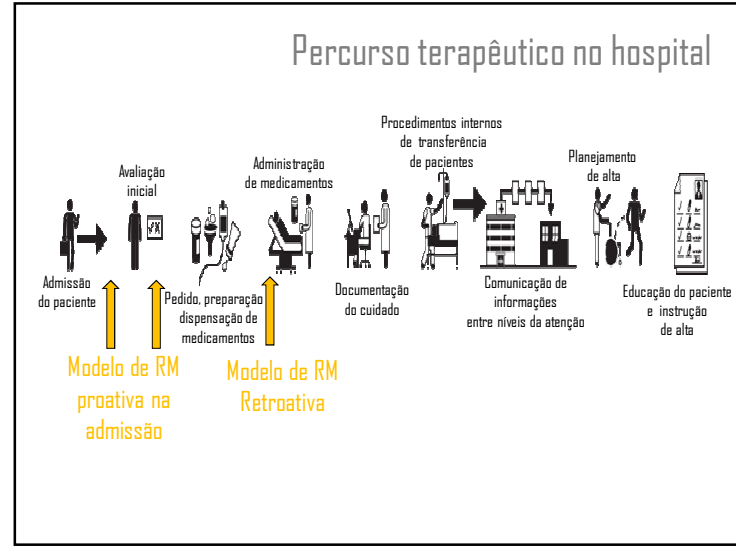 Percurso terapêutico no hospital
Admissão
do paciente
Avaliação
inicial
Pedido, preparação
dispensação de
medicamentos
Administração
de medicamentos
Documentação
do cuidado
Procedimentos internos
de transferência
de pacientes
Comunicação de
informações
entre níveis da atenção
Planejamento
de alta
Educação do paciente
e instrução
de alta
Modelo de RM
proativa na
admissão
Modelo de RM
Retroativa